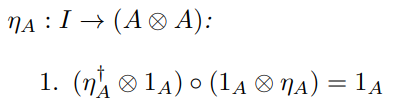 η_A : I → (A ⊗ A):
1. (η_A^† ⊗ 1_A) ∘ (1_A ⊗ η_A) = 1_A